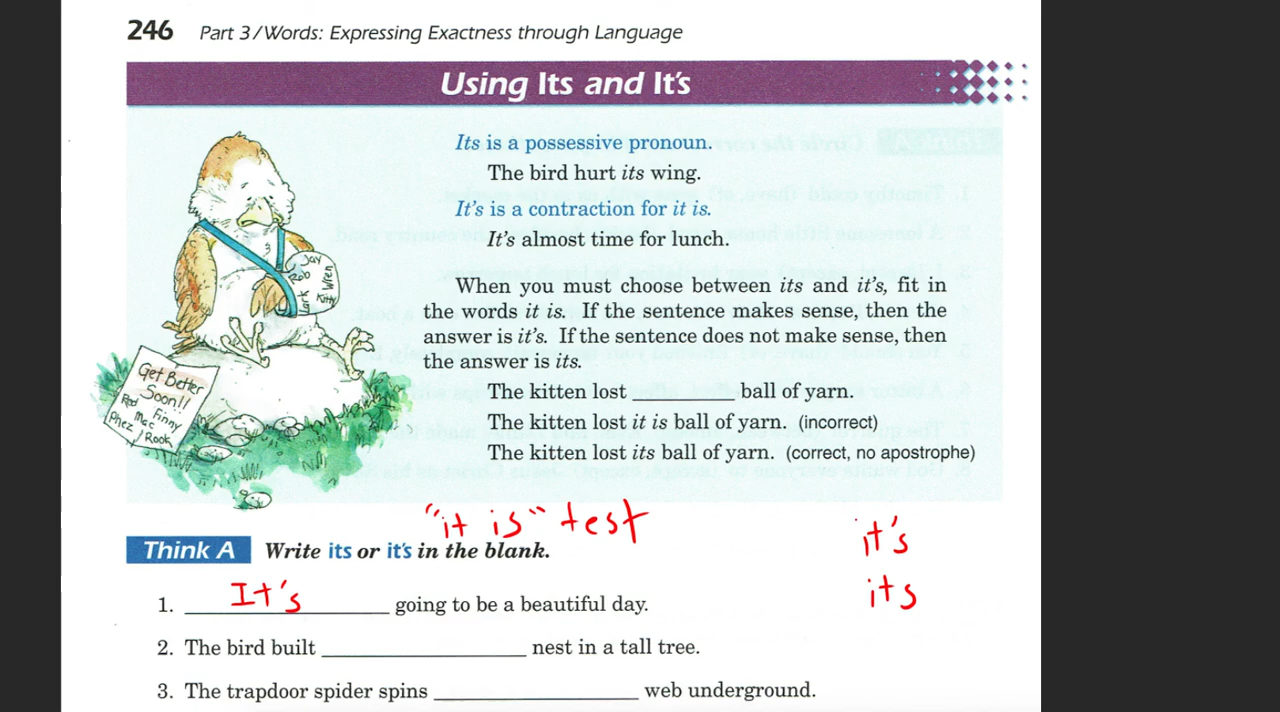 246 Part 3/Words: Expressing Exactness through Language
Using Its and It's
Its is a possessive pronoun.
The bird hurt its wing.
It's is a contraction for it is.
It's almost time for lunch.
Jay
Zoo
Lark
Wren
Kitty
When you must choose between its and it's, fit in
the words it is. If the sentence makes sense, then the
answer is it's. If the sentence does not make sense, then
the answer is its.
The kitten lost __________ ball of yarn.
The kitten lost it is ball of yarn. (incorrect)
The kitten lost its ball of yarn. (correct, no apostrophe)
Get Better
Soon!!
Red Finny
Mac
Phez Rook
"it is" test
it's
its
Think A Write its or it's in the blank.
1. It's going to be a beautiful day.
2. The bird built ____________________ nest in a tall tree.
3. The trapdoor spider spins ____________________ web underground.